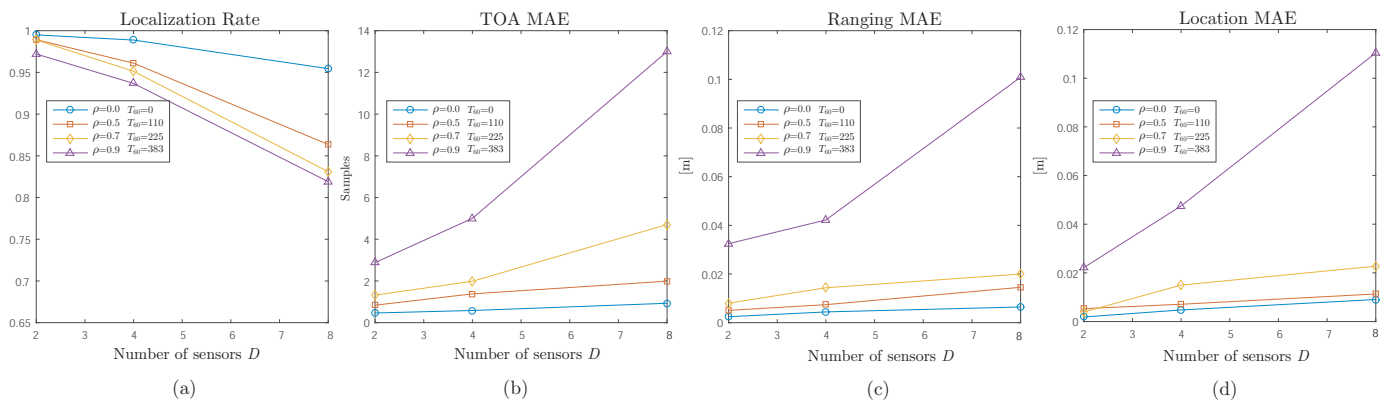 Localization Rate
1
0.95
0.9
0.85
0.8
0.75
0.7
0.65
2 3 4 5 6 7 8
ρ=0.0 T₆₀=0
ρ=0.5 T₆₀=110
ρ=0.7 T₆₀=225
ρ=0.9 T₆₀=383
Number of sensors D
(a)
TOA MAE
14
12
10
8
6
4
2
0
Samples
2 3 4 5 6 7 8
ρ=0.0 T₆₀=0
ρ=0.5 T₆₀=110
ρ=0.7 T₆₀=225
ρ=0.9 T₆₀=383
Number of sensors D
(b)
Ranging MAE
0.12
0.1
0.08
0.06
0.04
0.02
0
[m]
2 3 4 5 6 7 8
ρ=0.0 T₆₀=0
ρ=0.5 T₆₀=110
ρ=0.7 T₆₀=225
ρ=0.9 T₆₀=383
Number of sensors D
(c)
Location MAE
0.12
0.1
0.08
0.06
0.04
0.02
0
[m]
2 3 4 5 6 7 8
ρ=0.0 T₆₀=0
ρ=0.5 T₆₀=110
ρ=0.7 T₆₀=225
ρ=0.9 T₆₀=383
Number of sensors D
(d)